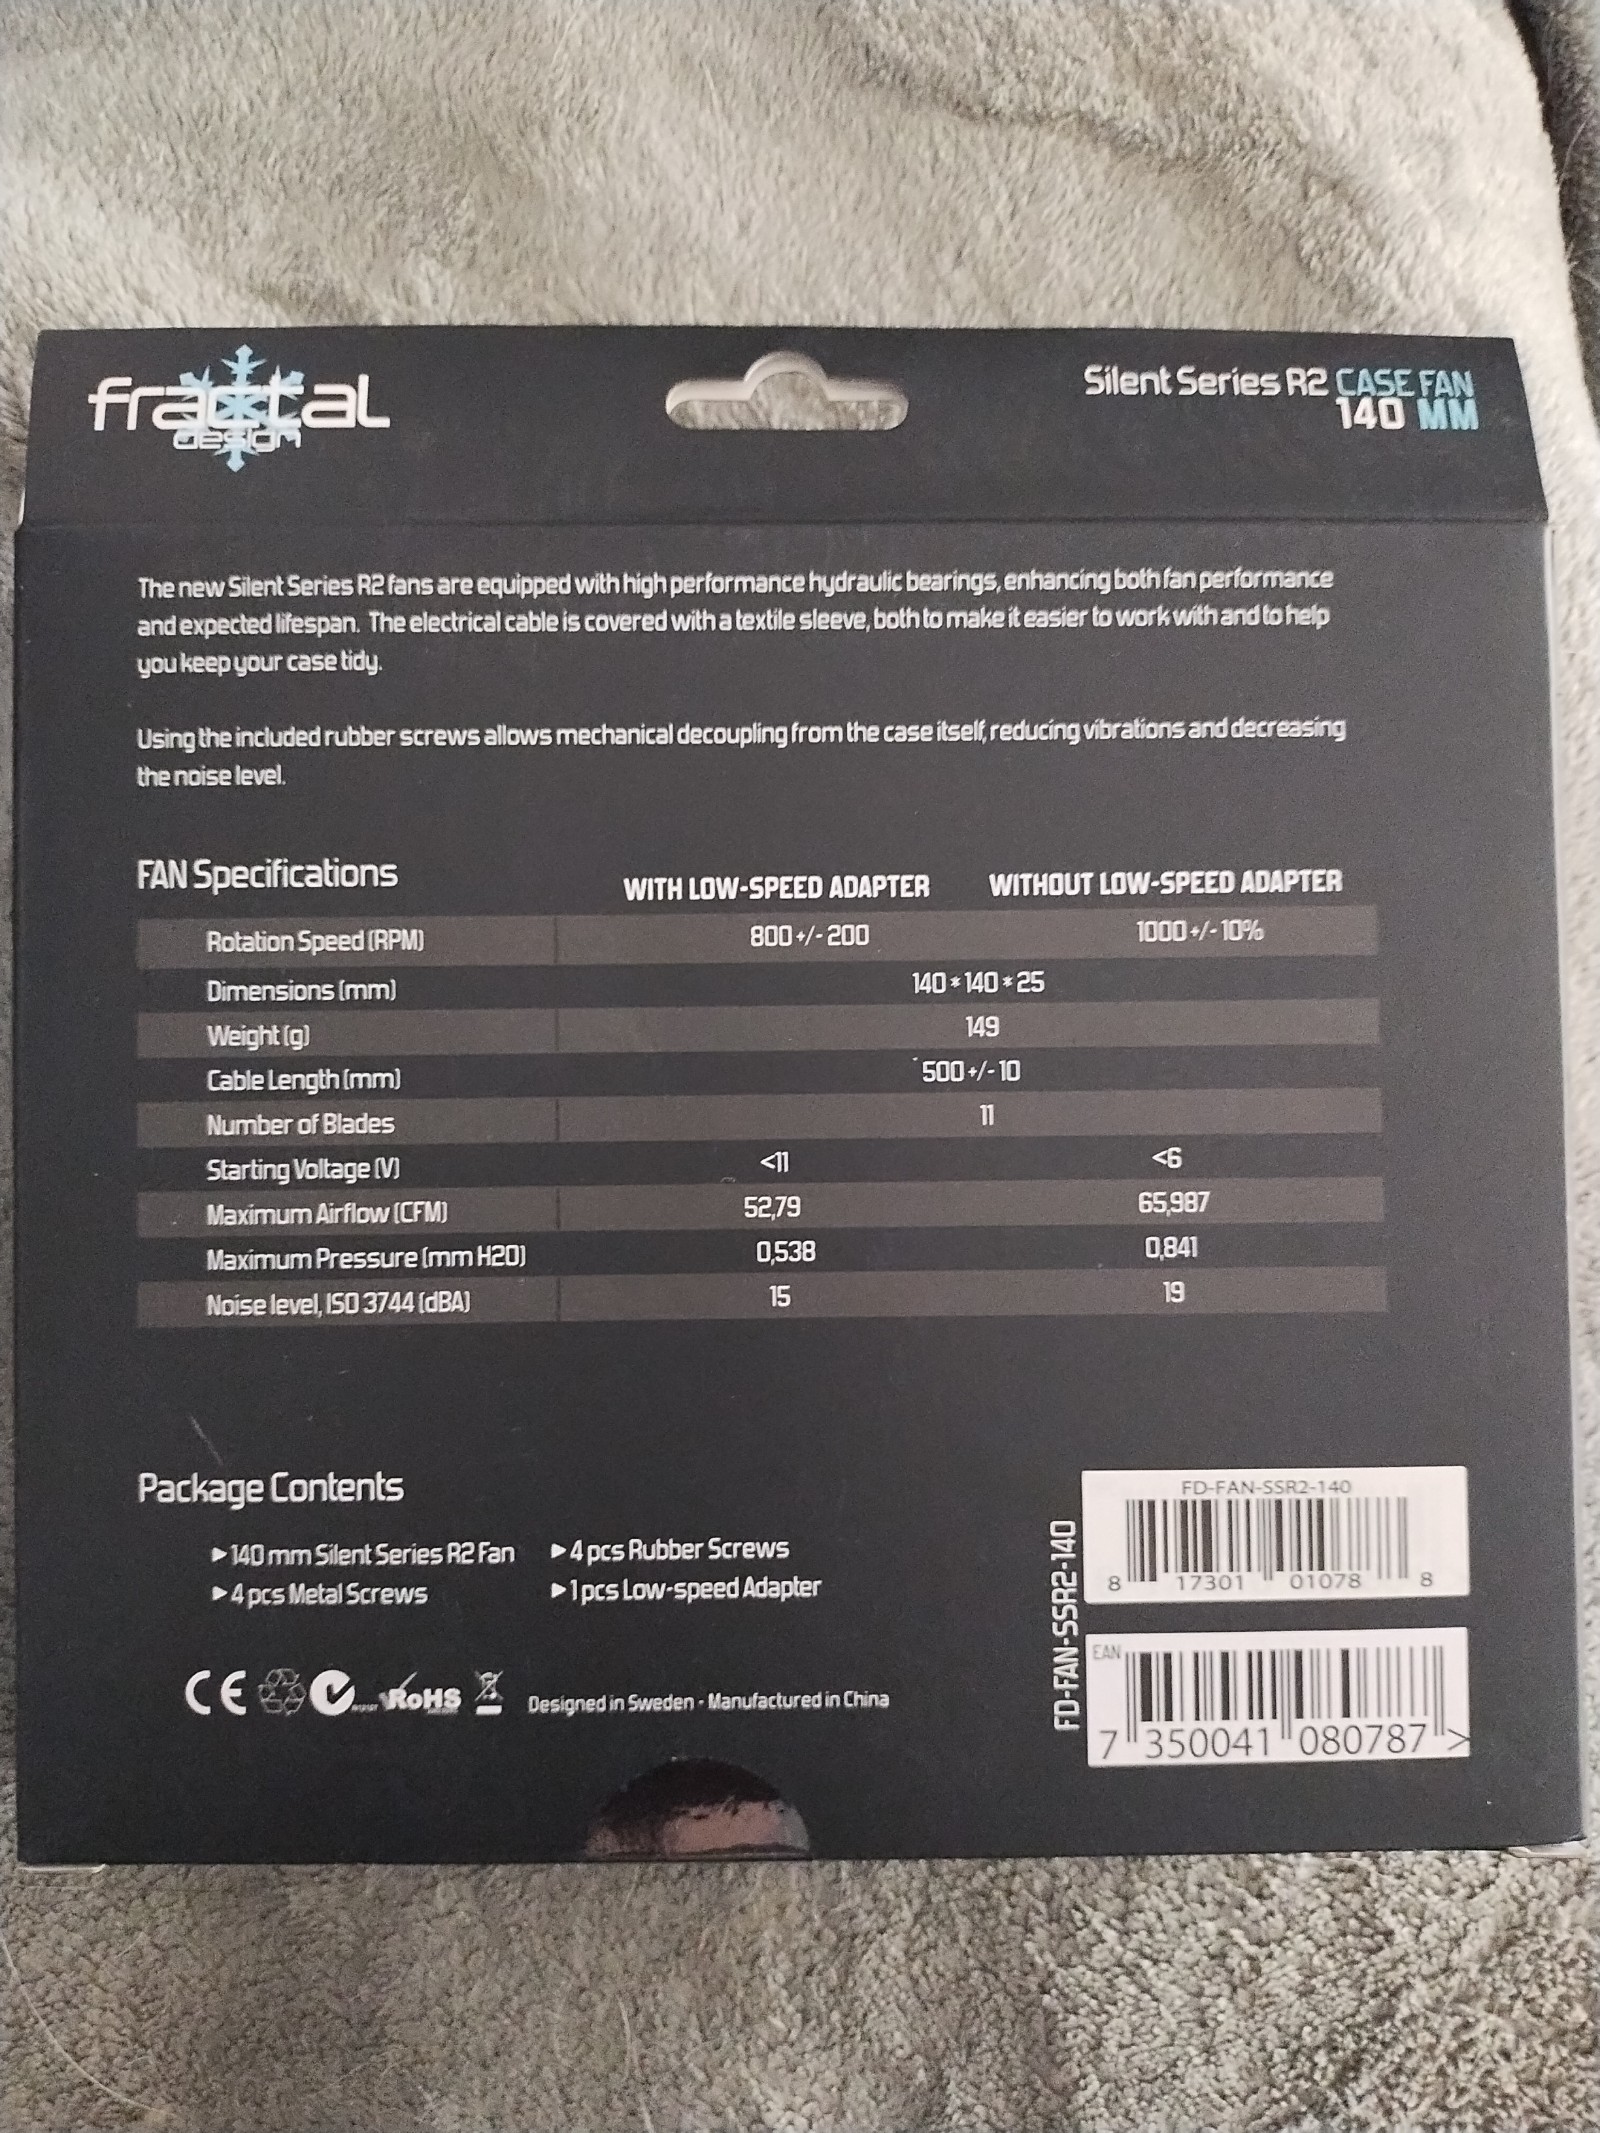 fractal
design
Silent Series R2 CASE FAN
140 MM
The new Silent Series R2 fans are equipped with high performance hydraulic bearings, enhancing both fan performance
and expected lifespan. The electrical cable is covered with a textile sleeve, both to make it easier to work with and to help
you keep your case tidy.
Using the included rubber screws allows mechanical decoupling from the case itself, reducing vibrations and decreasing
the noise level.
FAN Specifications
WITH LOW-SPEED ADAPTER WITHOUT LOW-SPEED ADAPTER
Rotation Speed (RPM) 800 +/- 200 1000 +/- 10%
Dimensions (mm) 140 * 140 * 25
Weight (g) 149
Cable Length (mm) 500 +/- 10
Number of Blades 11
Starting Voltage (V) <11 <6
Maximum Airflow (CFM) 52,79 65,987
Maximum Pressure (mm H2O) 0,538 0,841
Noise level, ISO 3744 (dBA) 15 19
Package Contents
►140 mm Silent Series R2 Fan ►4 pcs Rubber Screws
►4 pcs Metal Screws ►1 pcs Low-speed Adapter
CE RoHS Designed in Sweden - Manufactured in China
FD-FAN-SSR2-140
FD-FAN-SSR2-140
8 17301 01078 8
EAN
7 350041 080787 >